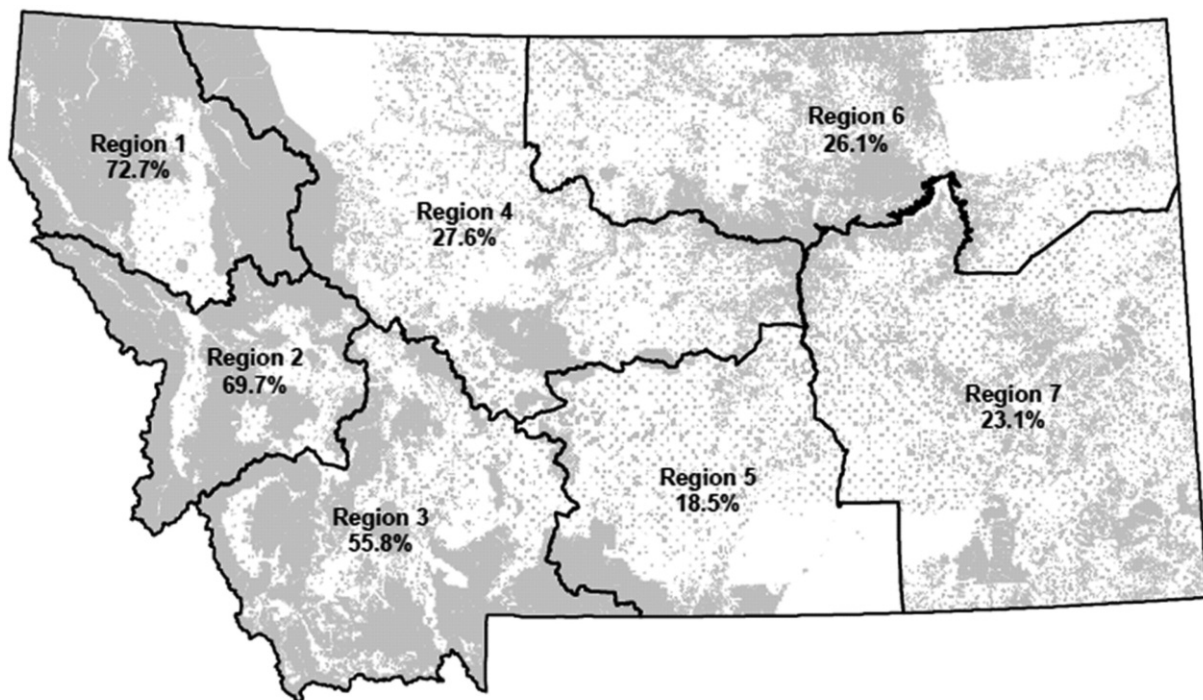 Region 1
72.7%
Region 4
27.6%
Region 6
26.1%
Region 2
69.7%
Region 7
23.1%
Region 5
18.5%
Region 3
55.8%